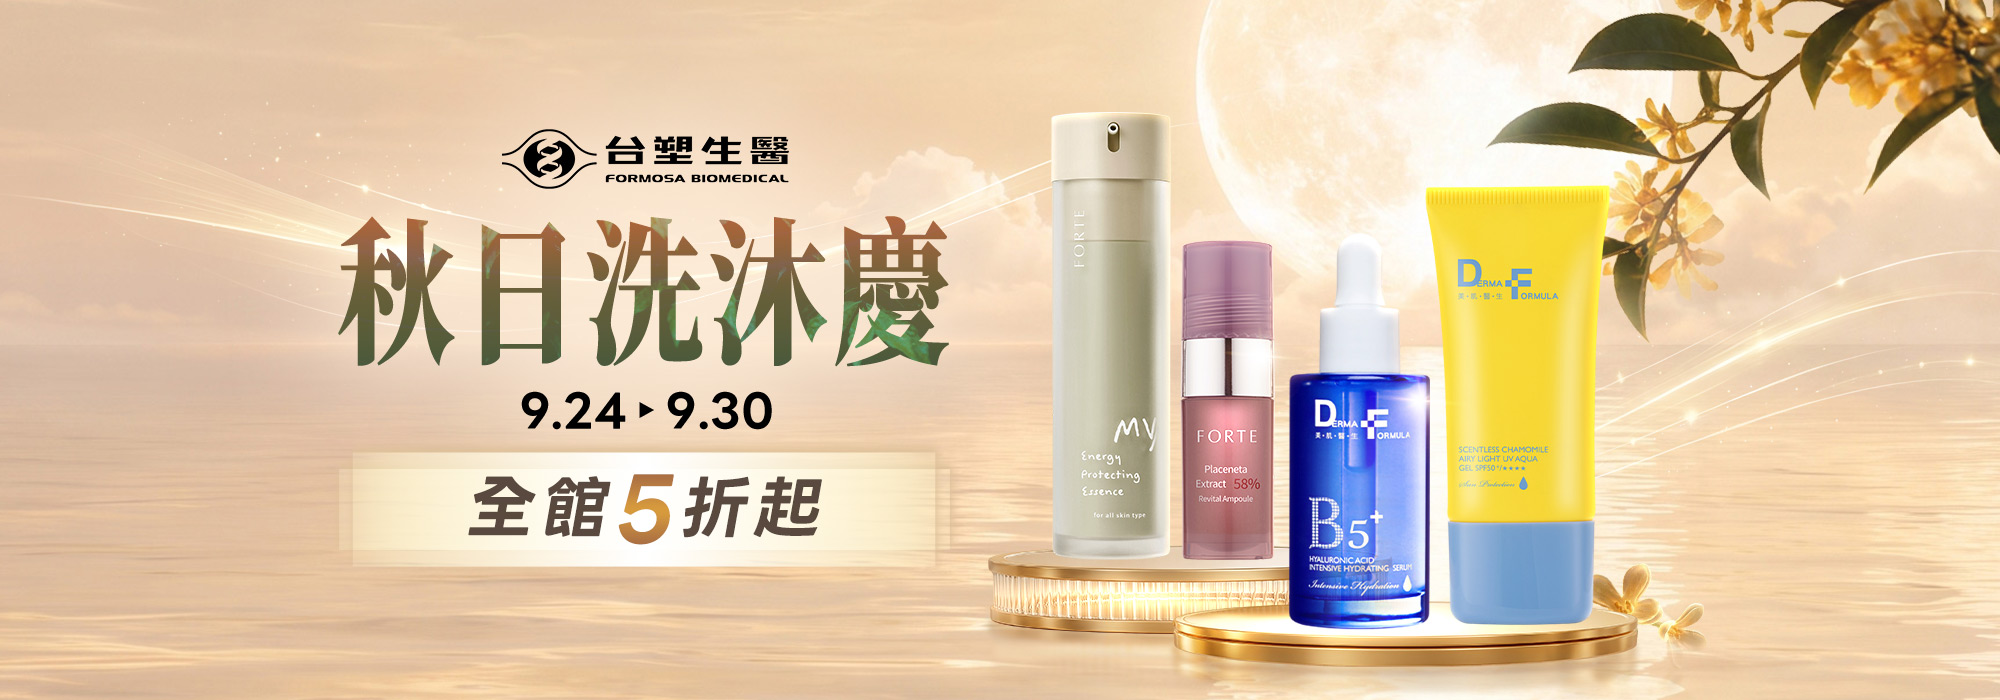 台塑生醫
FORMOSA BIOMEDICAL
秋日洗沐慶
9.24 ▸ 9.30
全館5折起
FORTE
My
Energy
Protecting
Essence
for all skin type
FORTE
Placeneta
Extract 58%
Revital Ampoule
DERMA
美·肌·醫·生 FORMULA
B5+
HYALURONIC ACID
INTENSIVE HYDRATING SERUM
Intensive Hydration
DERMA
美·肌·醫·生 FORMULA
SCENTLESS CHAMOMILE
AIRY LIGHT UV AQUA
GEL SPF50+/★★★★
Sun Protection